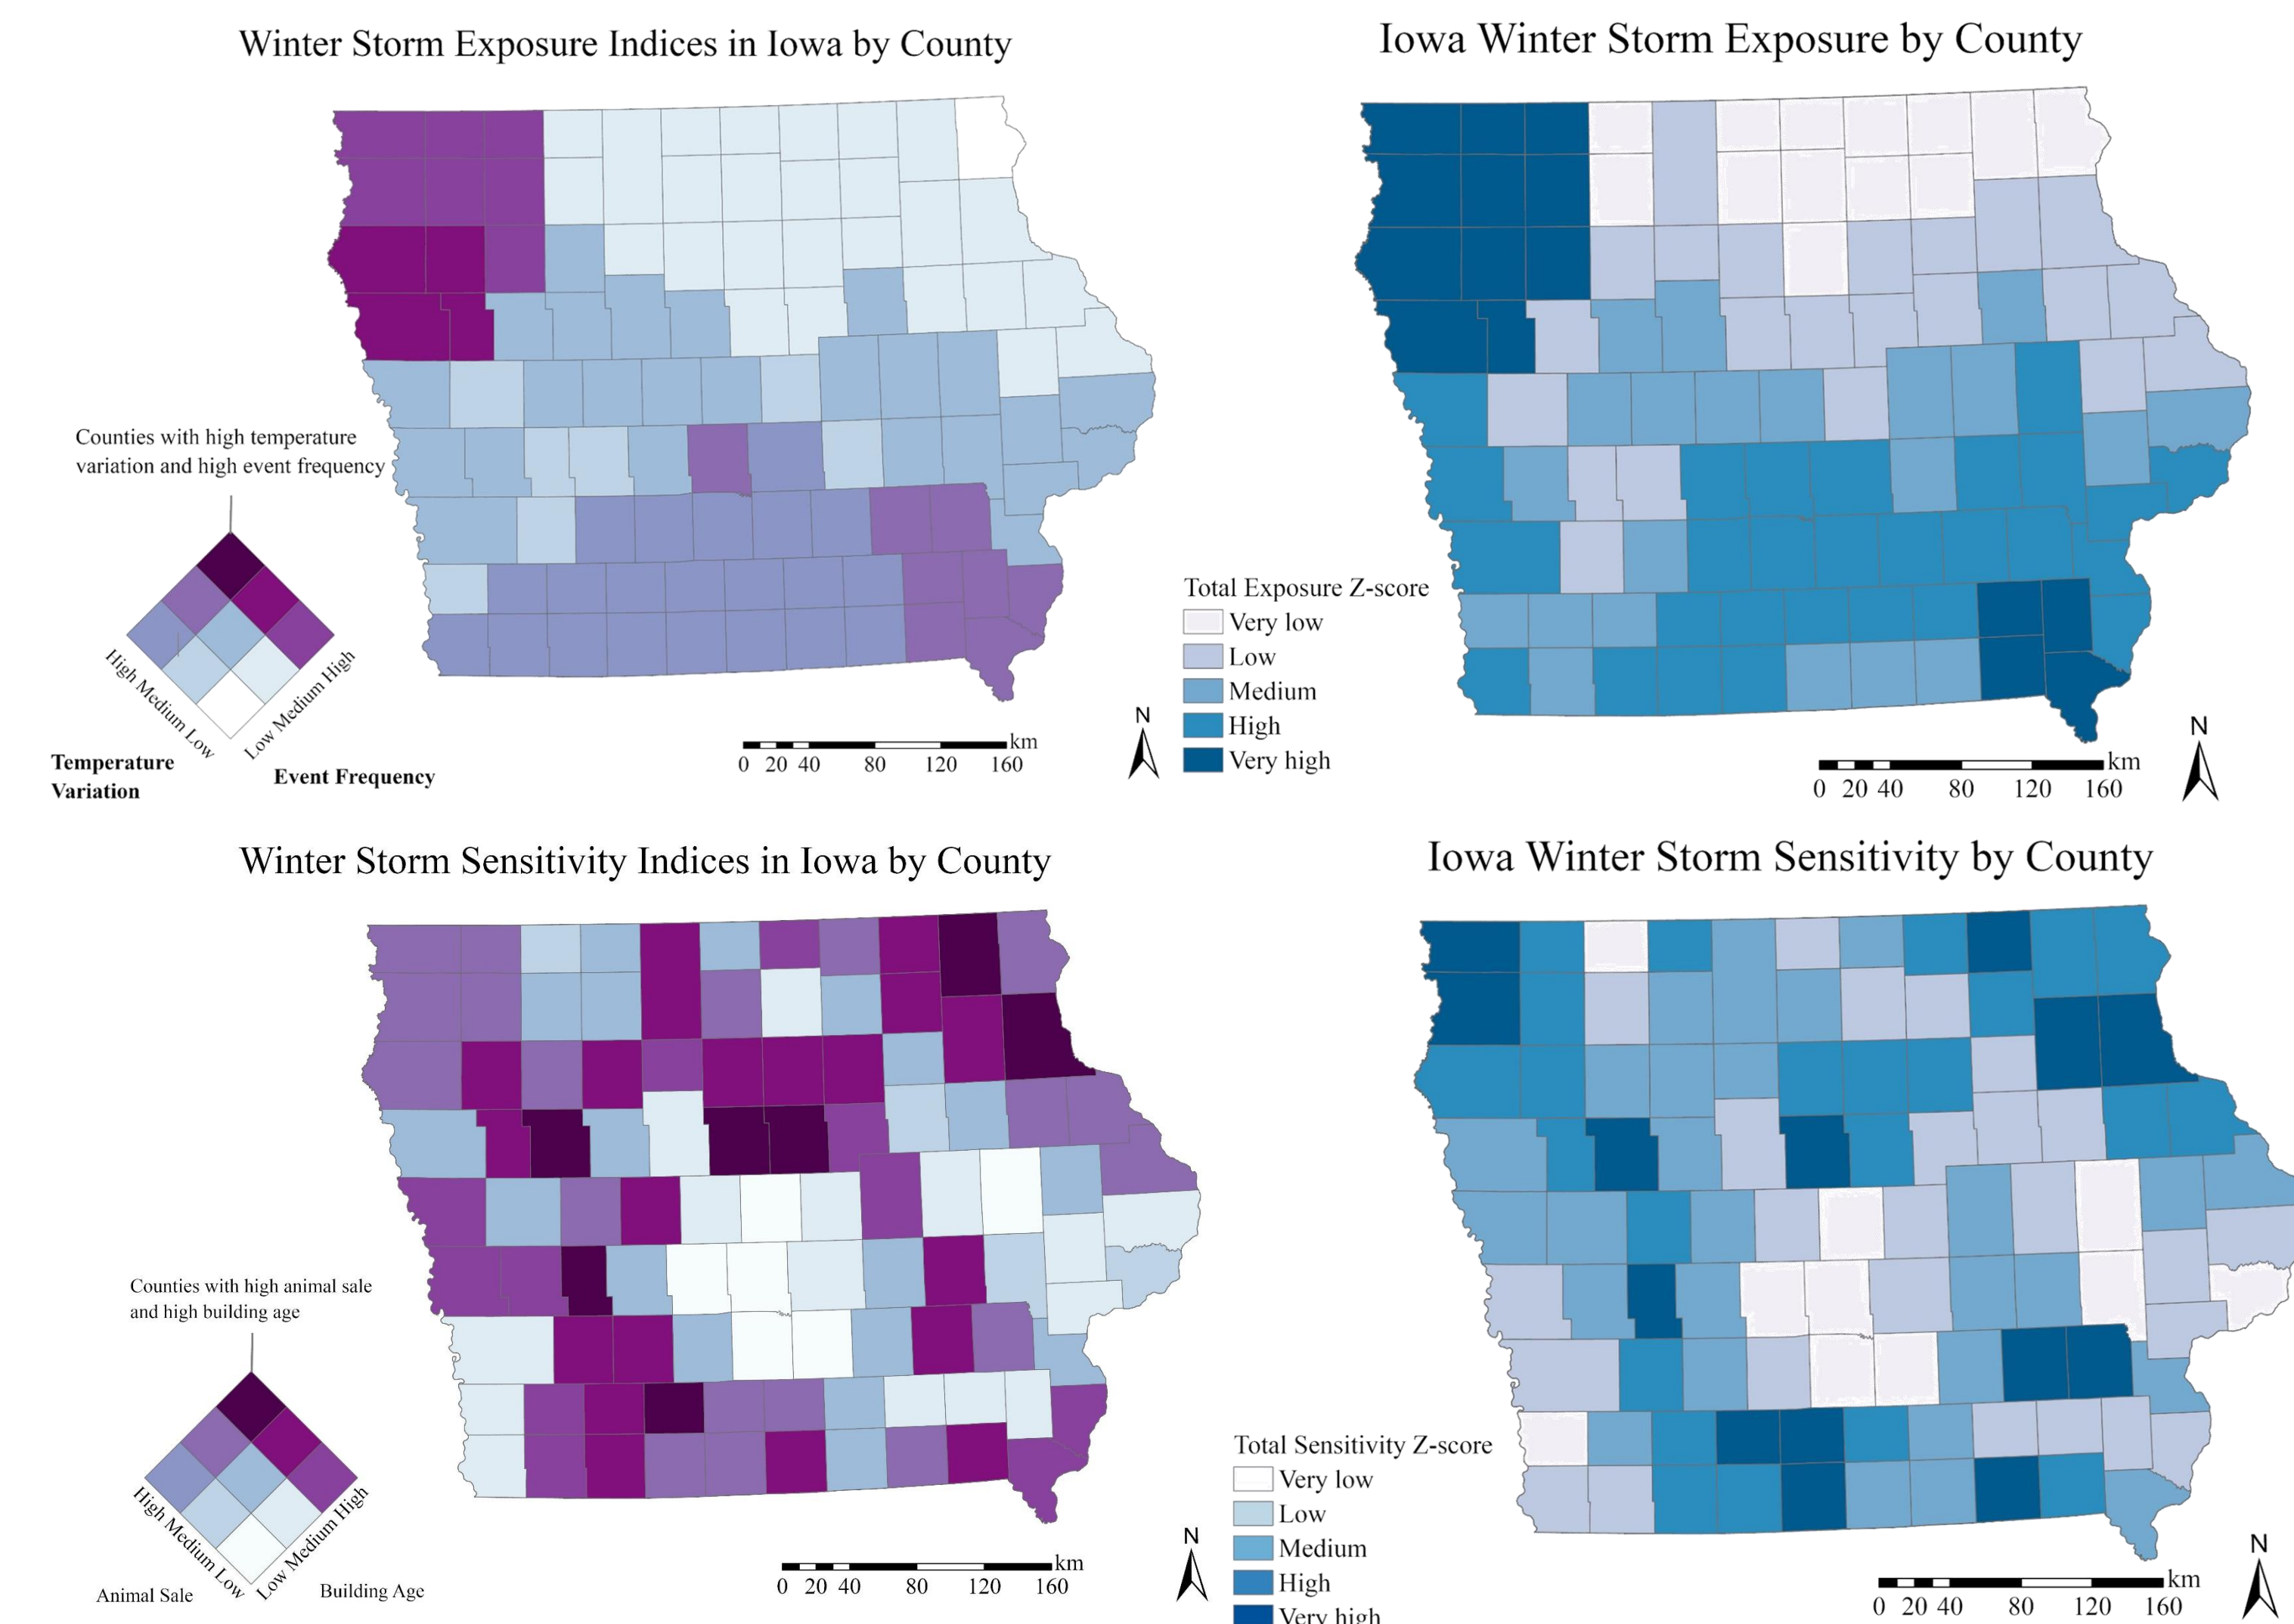 Winter Storm Exposure Indices in Iowa by County
Counties with high temperature
variation and high event frequency
High Medium Low
Low Medium High
Temperature
Variation
Event Frequency
N
km
0 20 40 80 120 160
Iowa Winter Storm Exposure by County
Total Exposure Z-score
Very low
Low
Medium
High
Very high
N
km
0 20 40 80 120 160
Winter Storm Sensitivity Indices in Iowa by County
Counties with high animal sale
and high building age
High Medium Low
Low Medium High
Animal Sale
Building Age
N
km
0 20 40 80 120 160
Iowa Winter Storm Sensitivity by County
Total Sensitivity Z-score
Very low
Low
Medium
High
Very high
N
km
0 20 40 80 120 160